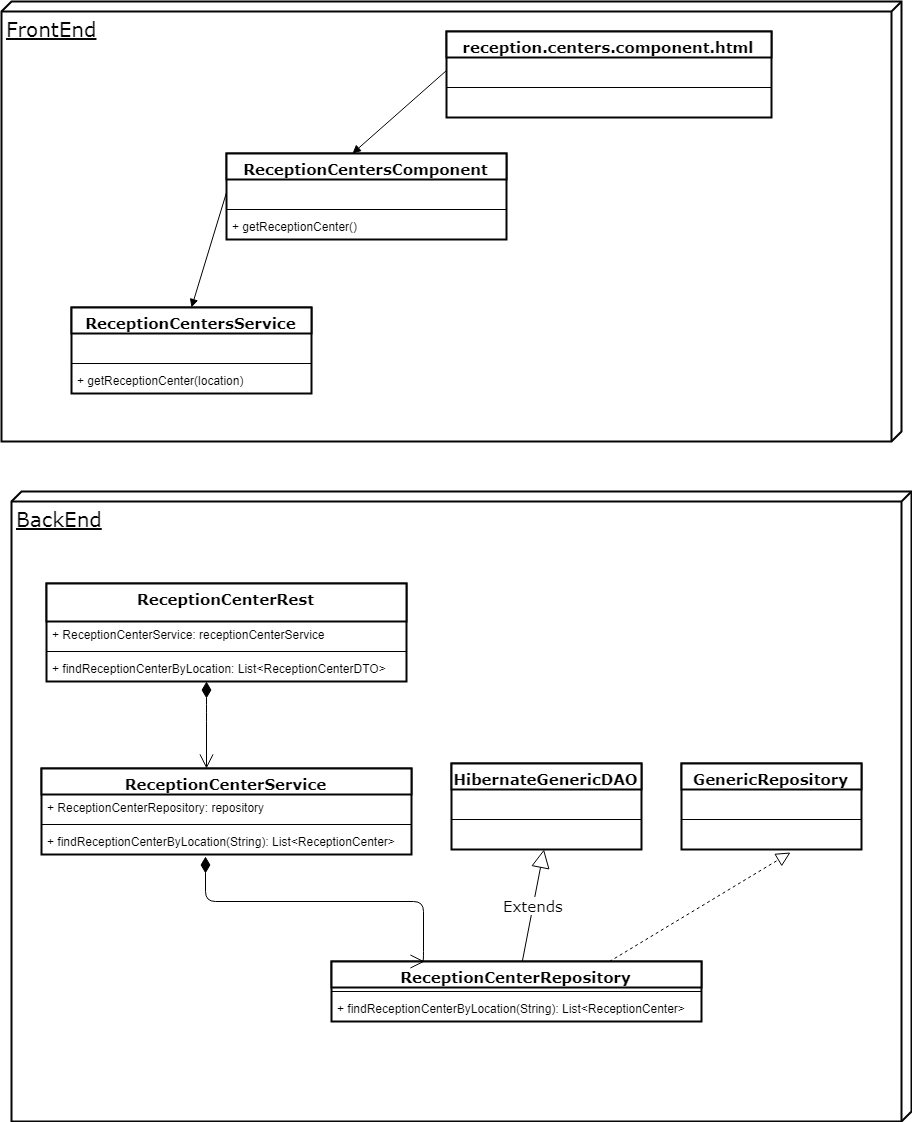 FrontEnd
reception.centers.component.html
ReceptionCentersComponent
+ getReceptionCenter()
ReceptionCentersService
+ getReceptionCenter(location)
BackEnd
ReceptionCenterRest
+ ReceptionCenterService: receptionCenterService
+ findReceptionCenterByLocation: List<ReceptionCenterDTO>
ReceptionCenterService
+ ReceptionCenterRepository: repository
+ findReceptionCenterByLocation(String): List<ReceptionCenter>
HibernateGenericDAO
GenericRepository
Extends
ReceptionCenterRepository
+ findReceptionCenterByLocation(String): List<ReceptionCenter>